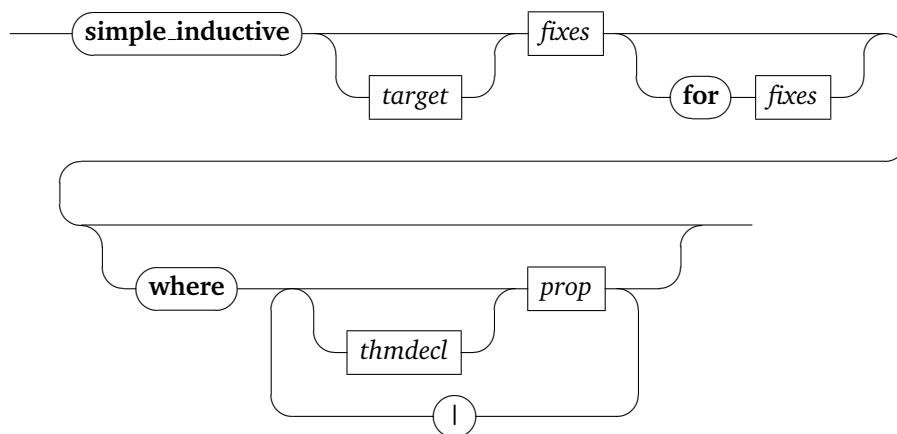 simple_inductive fixes
target
for fixes
where prop
thmdecl
|